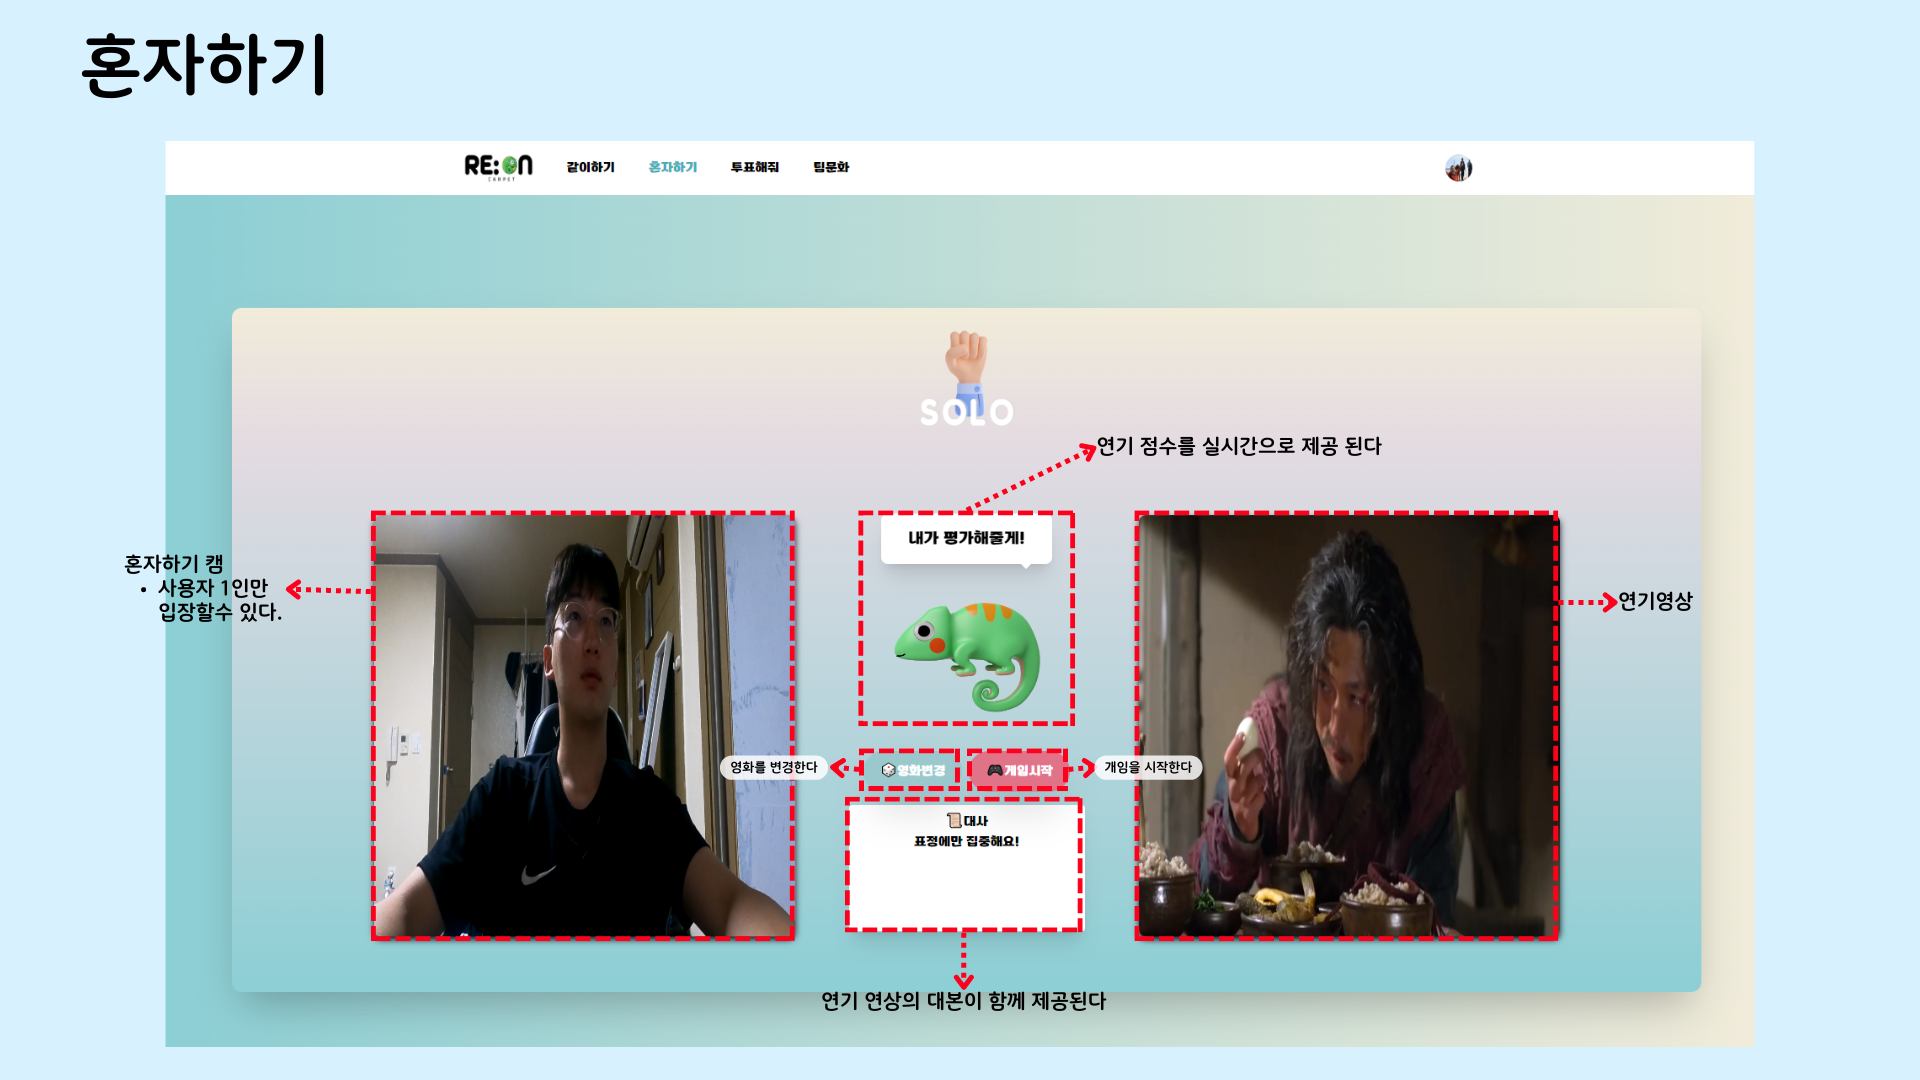 혼자하기
RE:ON
CARPET
같이하기
혼자하기
투표해줘
팀문화
SOLO
연기 점수를 실시간으로 제공 된다
내가 평가해줄게!
혼자하기 캠
• 사용자 1인만
입장할수 있다.
연기영상
영화를 변경한다
영화변경
게임시작
개임을 시작한다
대사
표정에만 집중해요!
연기 연상의 대본이 함께 제공된다